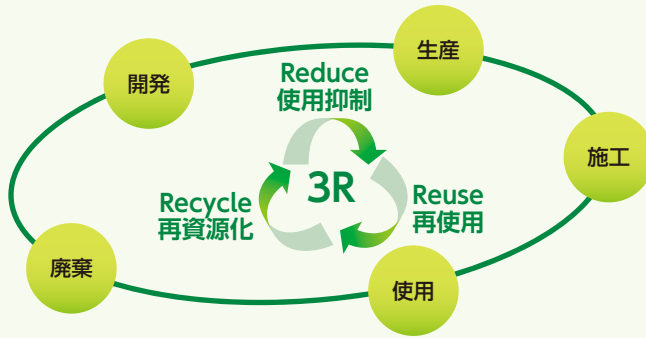 生産
開発
Reduce
使用抑制
施工
3R
Recycle
再資源化
Reuse
再使用
廃棄
使用